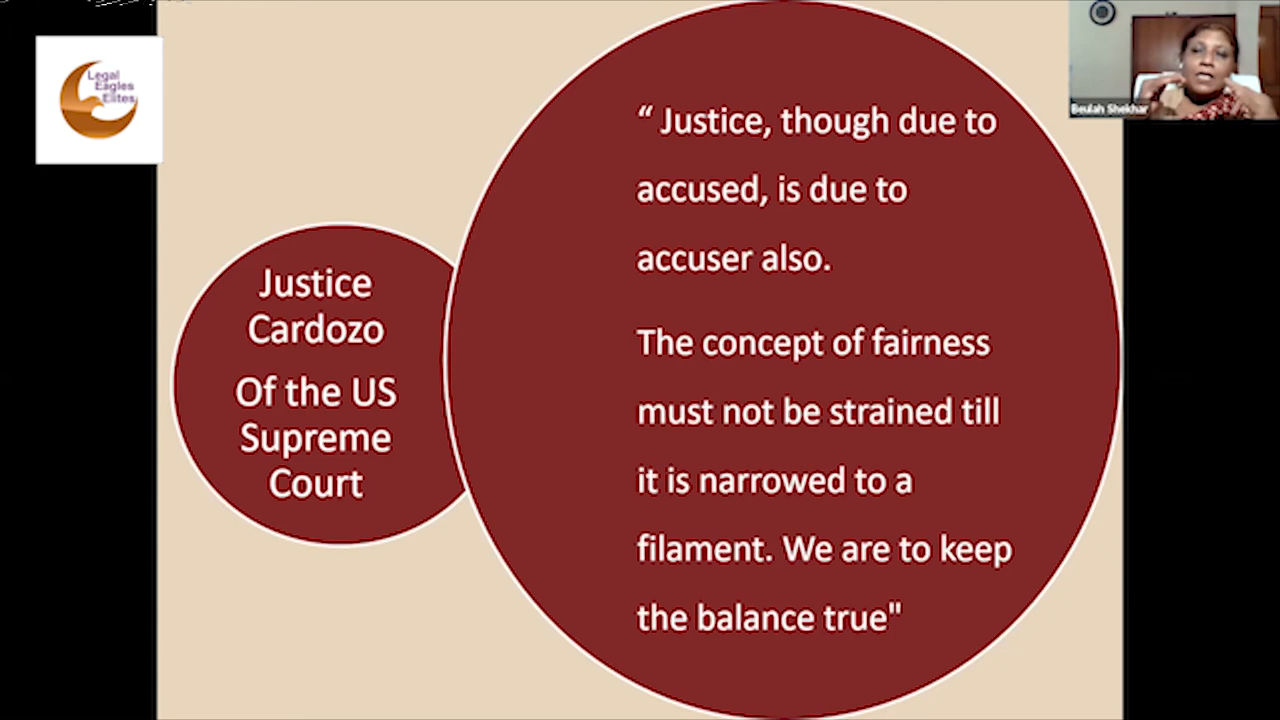 Legal
Eagles
Elites
Beulah Shekhar
Justice
Cardozo
Of the US
Supreme
Court
“ Justice, though due to
accused, is due to
accuser also.
The concept of fairness
must not be strained till
it is narrowed to a
filament. We are to keep
the balance true"